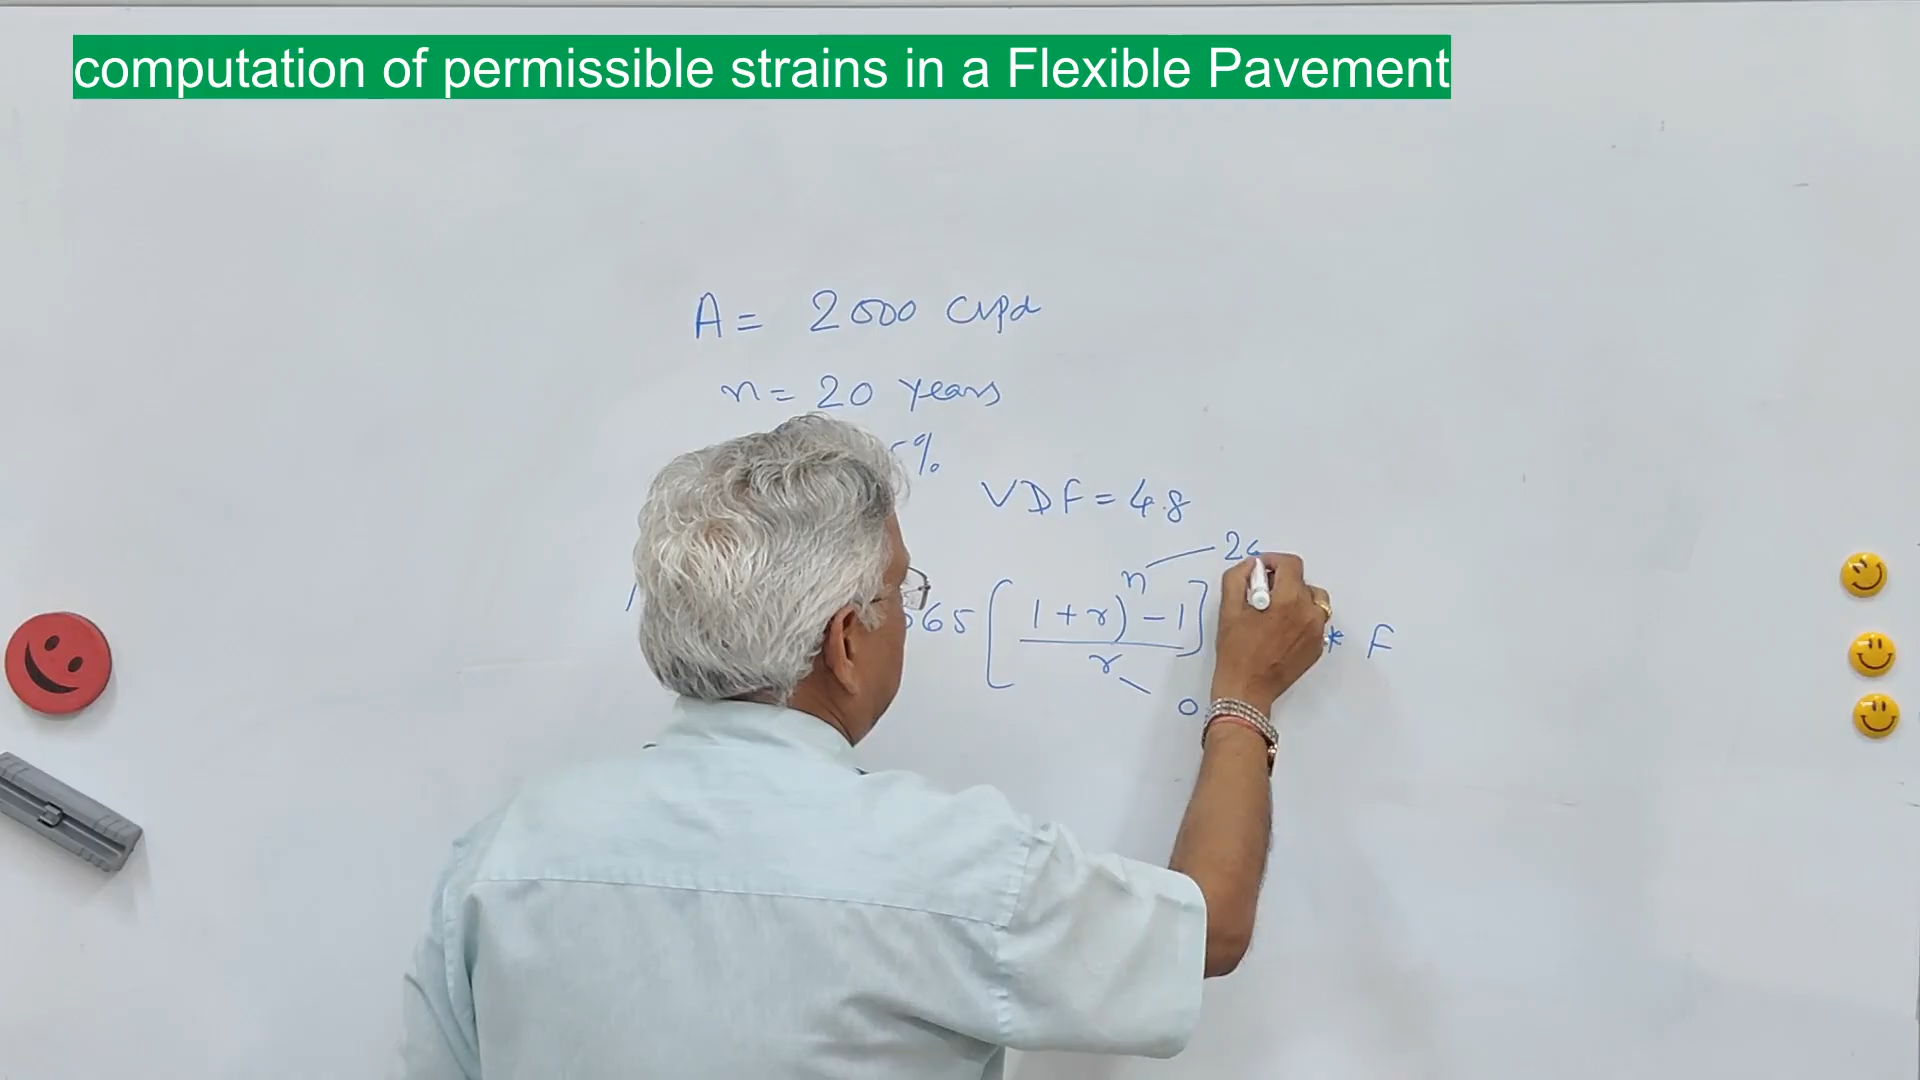 computation of permissible strains in a Flexible Pavement
A = 2000 cvpd
n = 20 years
5%
VDF = 4.8
20
365 [ (1 + r)^n - 1 ] * F
r
0.